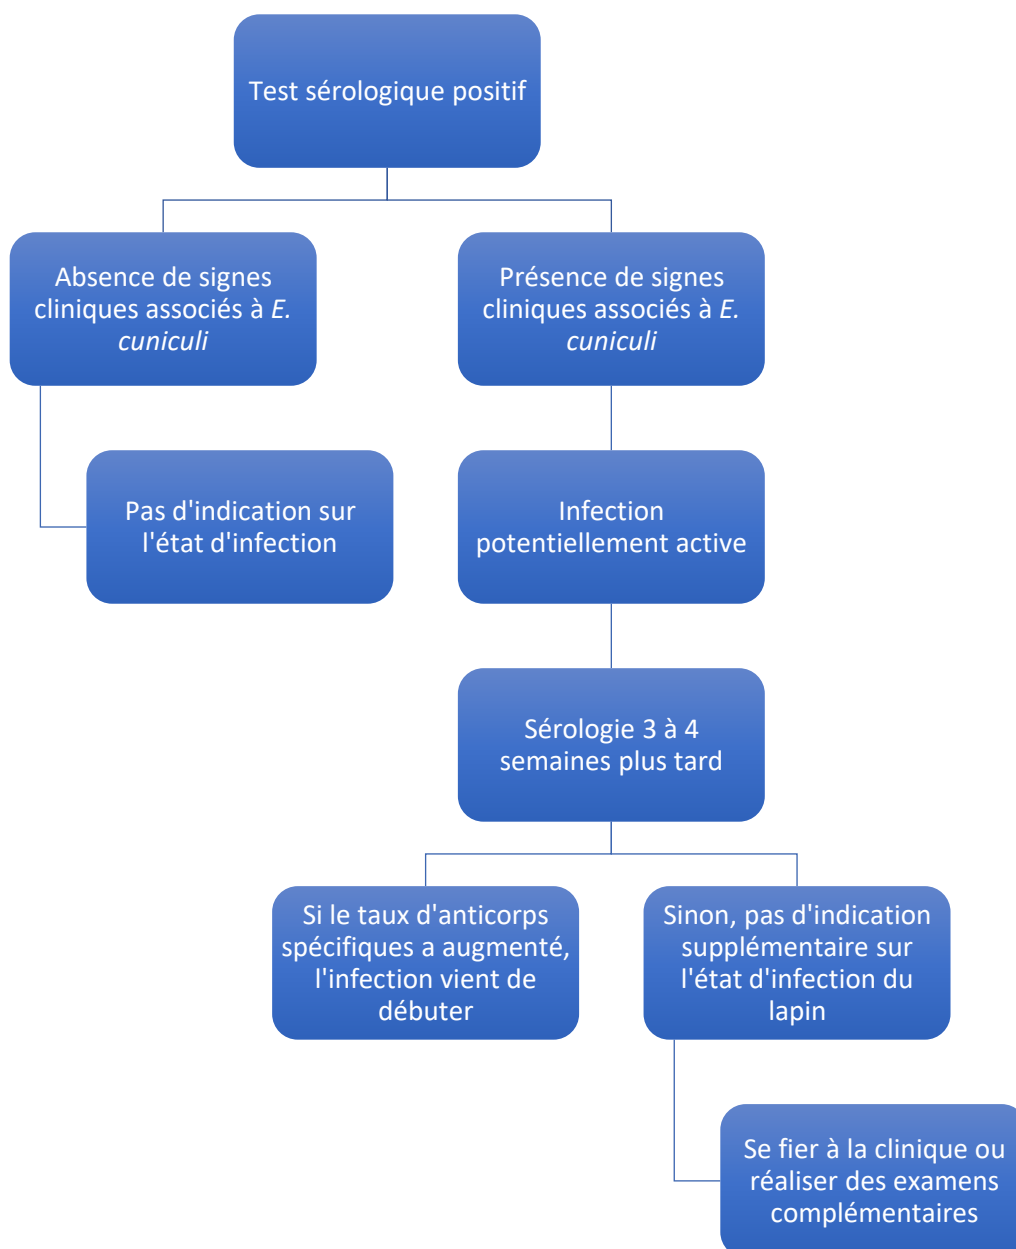 Test sérologique positif
Absence de signes
cliniques associés à E.
cuniculi
Présence de signes
cliniques associés à E.
cuniculi
Pas d'indication sur
l'état d'infection
Infection
potentiellement active
Sérologie 3 à 4
semaines plus tard
Si le taux d'anticorps
spécifiques a augmenté,
l'infection vient de
débuter
Sinon, pas d'indication
supplémentaire sur
l'état d'infection du
lapin
Se fier à la clinique ou
réaliser des examens
complémentaires